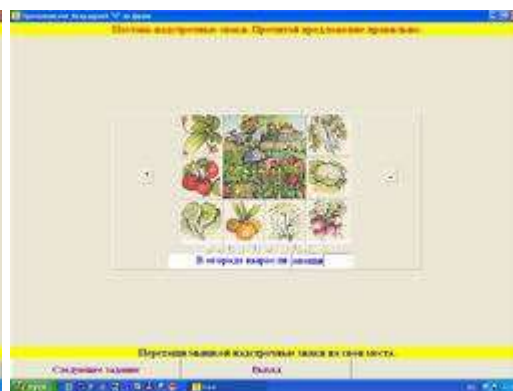 Поставь надстрочные знаки. Прочитай предложение правильно.
В огороде выросли овощи
Перетащи мышкой надстрочные знаки на свои места.
Следующее задание
Выход